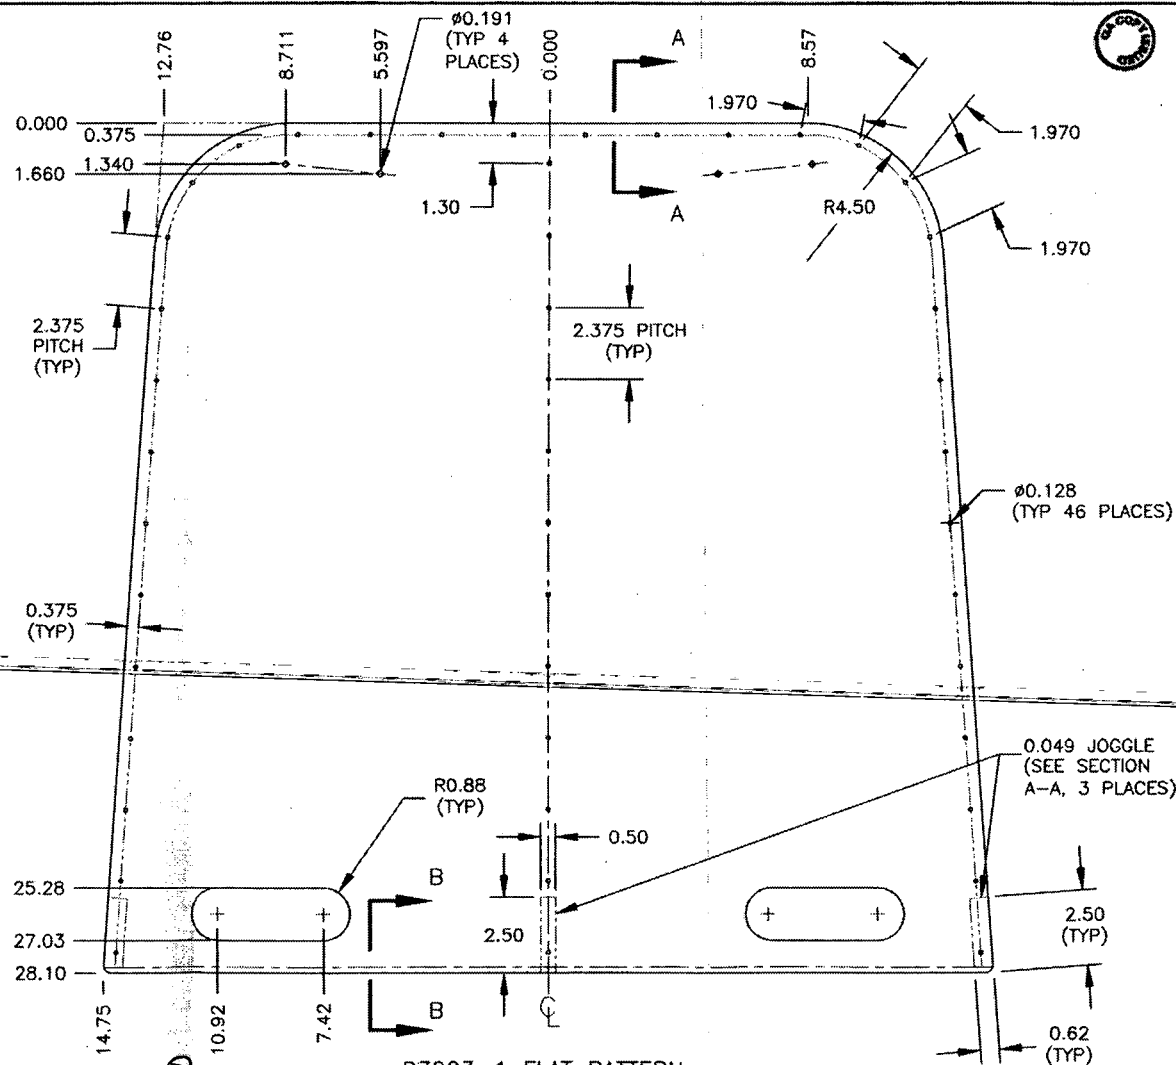 12.76
8.711
5.597
0.000
8.57
ø0.191
(TYP 4
PLACES)
A
1.970
1.970
0.000
0.375
1.340
1.660
1.30
A
R4.50
1.970
2.375
PITCH
(TYP)
2.375 PITCH
(TYP)
ø0.128
(TYP 46 PLACES)
0.375
(TYP)
0.049 JOGGLE
(SEE SECTION
A-A, 3 PLACES)
R0.88
(TYP)
0.50
25.28
B
2.50
2.50
(TYP)
27.03
28.10
14.75
10.92
7.42
B
CL
0.62
(TYP)